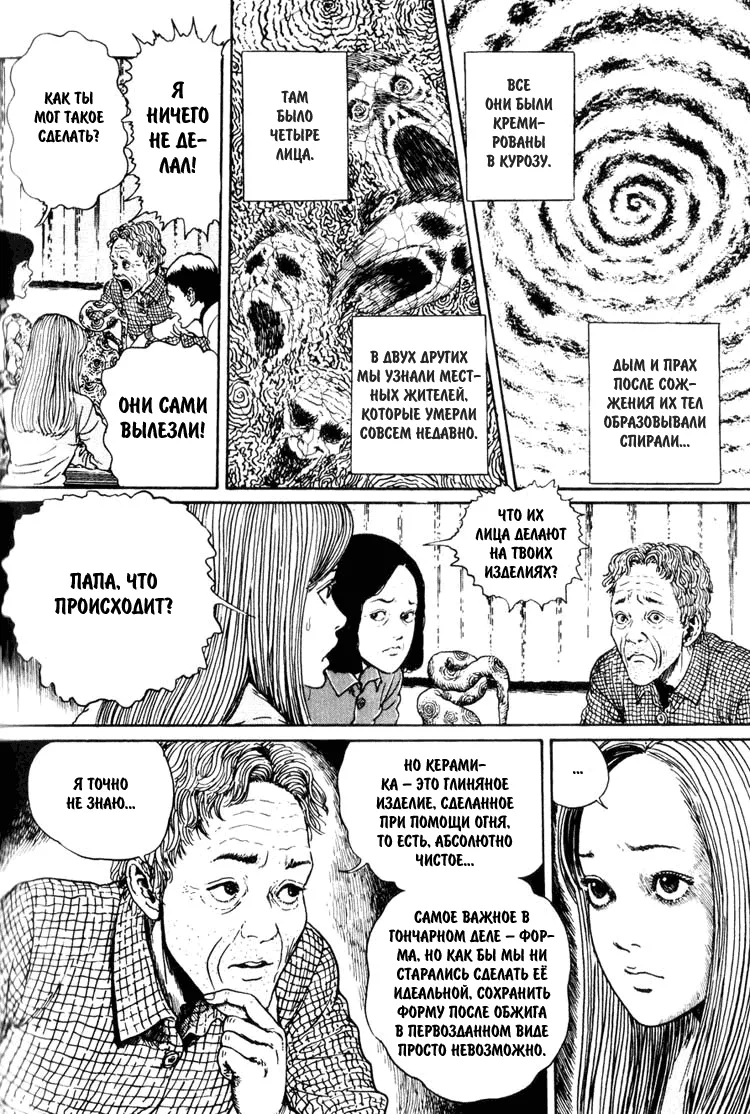 КАК ТЫ
МОГ ТАКОЕ
СДЕЛАТЬ?
Я
НИЧЕГО
НЕ ДЕ-
ЛАЛ!
ОНИ САМИ
ВЫЛЕЗЛИ!
ТАМ
БЫЛО
ЧЕТЫРЕ
ЛИЦА.
В ДВУХ ДРУГИХ
МЫ УЗНАЛИ МЕСТ-
НЫХ ЖИТЕЛЕЙ,
КОТОРЫЕ УМЕРЛИ
СОВСЕМ НЕДАВНО.
ВСЕ
ОНИ БЫЛИ
КРЕМИ-
РОВАНЫ
В КУРОЗУ.
ДЫМ И ПРАХ
ПОСЛЕ СОЖ-
ЖЕНИЯ ИХ ТЕЛ
ОБРАЗОВЫВАЛИ
СПИРАЛИ...
ПАПА, ЧТО
ПРОИСХОДИТ?
ЧТО ИХ
ЛИЦА ДЕЛАЮТ
НА ТВОИХ
ИЗДЕЛИЯХ?
Я ТОЧНО
НЕ ЗНАЮ...
НО КЕРАМИ-
КА – ЭТО ГЛИНЯНОЕ
ИЗДЕЛИЕ, СДЕЛАННОЕ
ПРИ ПОМОЩИ ОГНЯ,
ТО ЕСТЬ, АБСОЛЮТНО
ЧИСТОЕ...
САМОЕ ВАЖНОЕ В
ГОНЧАРНОМ ДЕЛЕ – ФОР-
МА, НО КАК БЫ МЫ НИ
СТАРАЛИСЬ СДЕЛАТЬ ЕЁ
ИДЕАЛЬНОЙ, СОХРАНИТЬ
ФОРМУ ПОСЛЕ ОБЖИГА
В ПЕРВОЗДАННОМ ВИДЕ
ПРОСТО НЕВОЗМОЖНО.
...